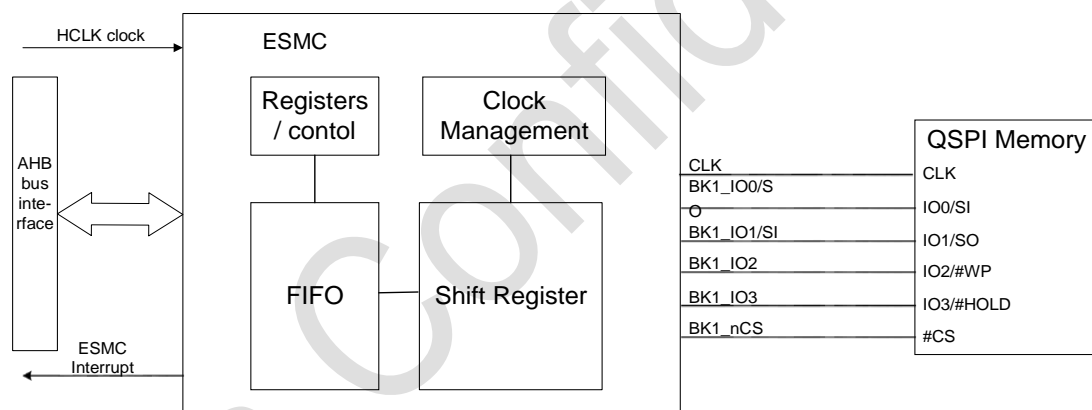 HCLK clock
ESMC
Registers
/ contol
Clock
Management
AHB
bus
inte-
rface
FIFO
Shift Register
ESMC
Interrupt
CLK
BK1_IO0/S
O
BK1_IO1/SI
BK1_IO2
BK1_IO3
BK1_nCS
QSPI Memory
CLK
IO0/SI
IO1/SO
IO2/#WP
IO3/#HOLD
#CS
Confid